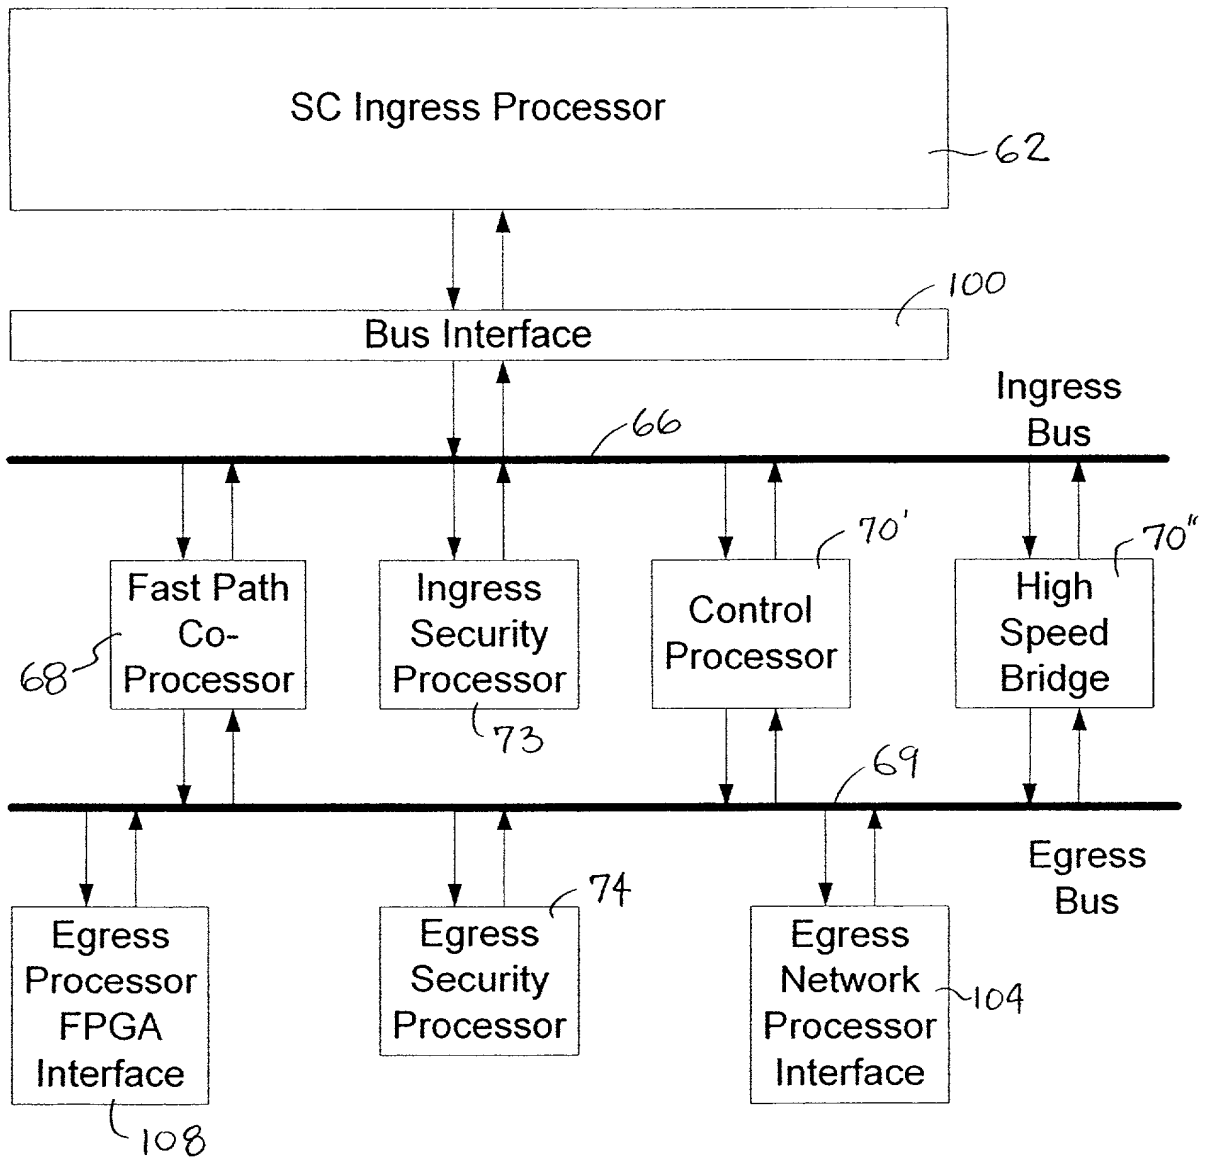 SC Ingress Processor
62
100
Bus Interface
Ingress
Bus
66
70'
70"
Fast Path
Co-
Processor
68
Ingress
Security
Processor
73
Control
Processor
High
Speed
Bridge
69
Egress
Bus
74
Egress
Processor
FPGA
Interface
108
Egress
Security
Processor
Egress
Network
Processor
Interface
104